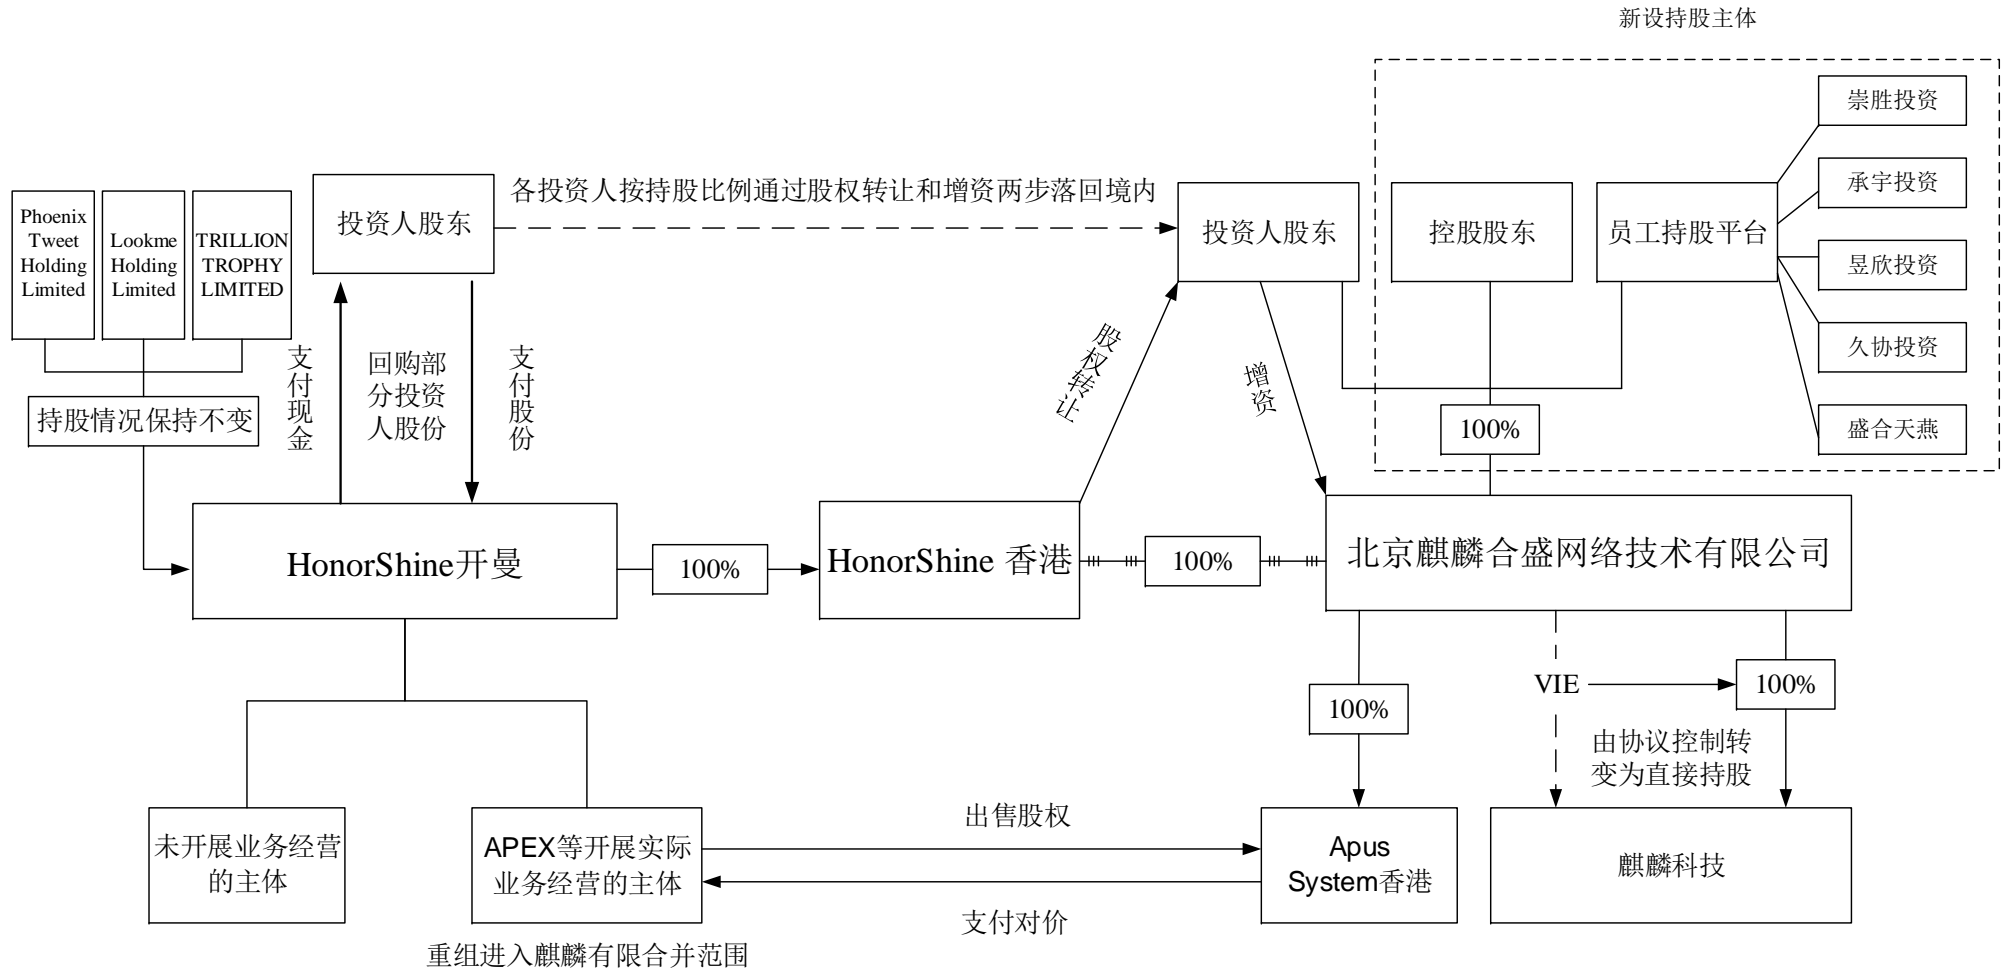 新设持股主体
崇胜投资
承宇投资
昱欣投资
久协投资
盛合天燕
Phoenix
Tweet
Holding
Limited
Lookme
Holding
Limited
TRILLION
TROPHY
LIMITED
投资人股东
各投资人按持股比例通过股权转让和增资两步落回境内
投资人股东
控股股东
员工持股平台
持股情况保持不变
支付现金
回购部
分投资
人股份
支付股份
股权转让
增资
100%
HonorShine开曼
100%
HonorShine 香港
100%
北京麒麟合盛网络技术有限公司
100%
VIE
100%
由协议控制转
变为直接持股
未开展业务经营
的主体
APEX等开展实际
业务经营的主体
出售股权
支付对价
Apus
System香港
麒麟科技
重组进入麒麟有限合并范围